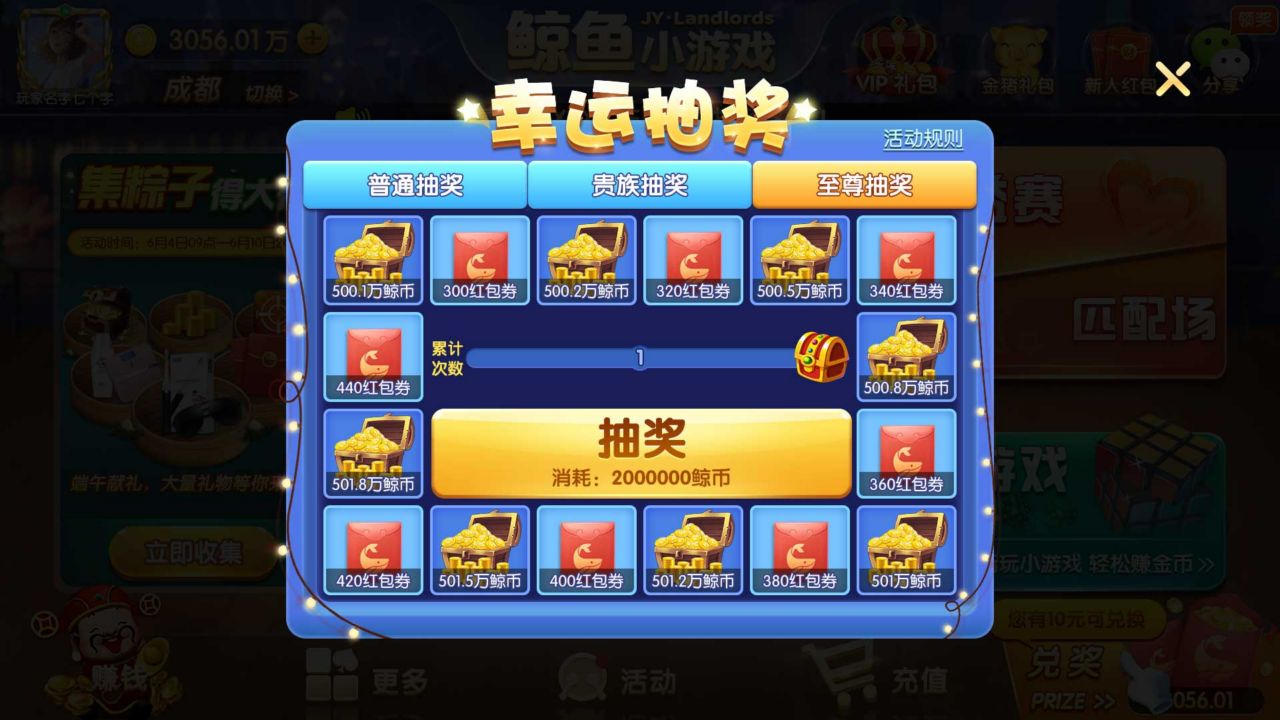 领奖
JY·Landlords
鲸鱼小游戏
3056.01万
玩家名字七个字
成都 切换 >
VIP 礼包
金猪礼包
新人红包
分享
幸运抽奖
活动规则
普通抽奖
贵族抽奖
至尊抽奖
500.1万鲸币
300红包券
500.2万鲸币
320红包券
500.5万鲸币
340红包券
440红包券
累计
次数
1
500.8万鲸币
501.8万鲸币
抽奖
消耗：2000000鲸币
360红包券
420红包券
501.5万鲸币
400红包券
501.2万鲸币
380红包券
501万鲸币
集粽子得大
活动时间：6月4日09点—6月10日2
端午献礼，大量礼物等你
立即收集
赛
匹配场
游戏
玩小游戏 轻松赚金币
您有10元可兑换
赚钱
更多
活动
充值
兑奖
PRIZE >>
056.01